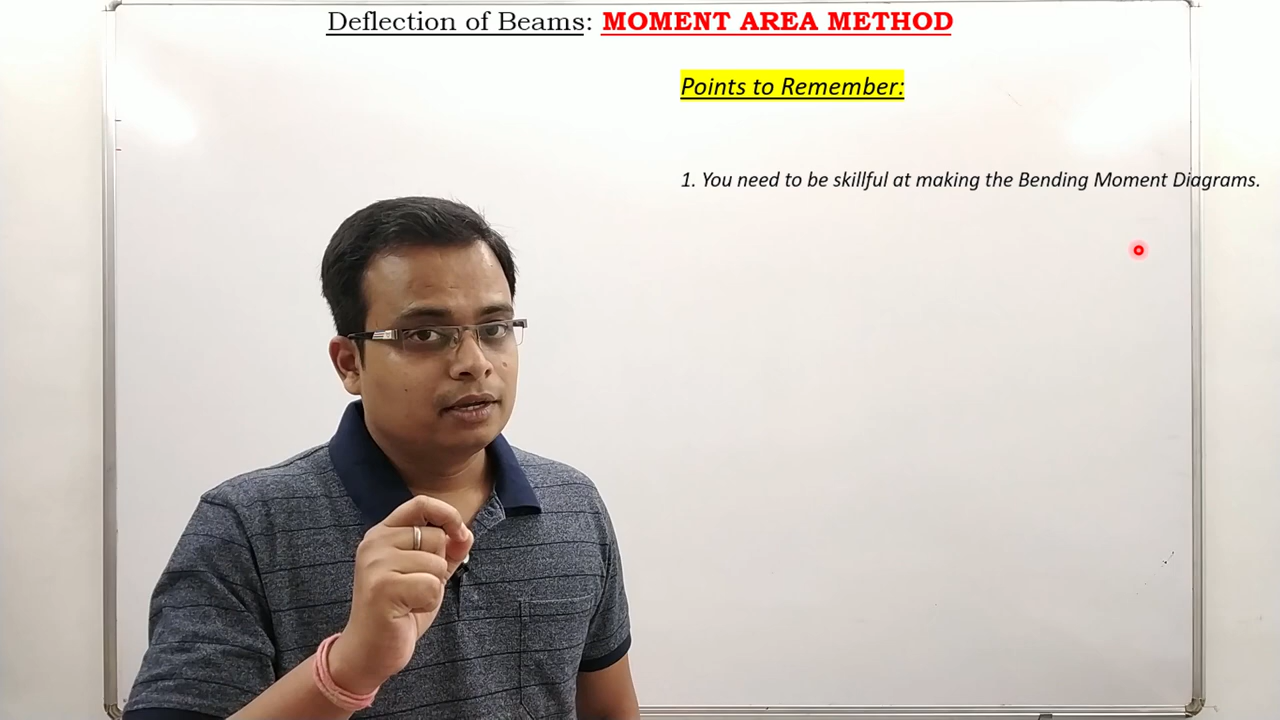 Deflection of Beams: MOMENT AREA METHOD
Points to Remember:
1. You need to be skillful at making the Bending Moment Diagrams.